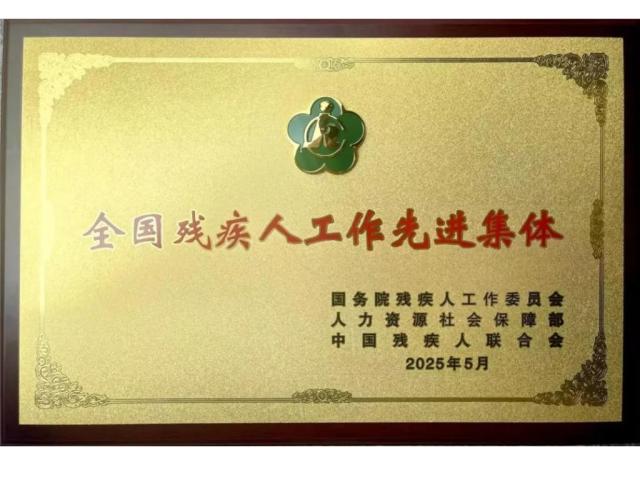 全国残疾人工作先进集体
国务院残疾人工作委员会
人力资源社会保障部
中国残疾人联合会
2025年5月